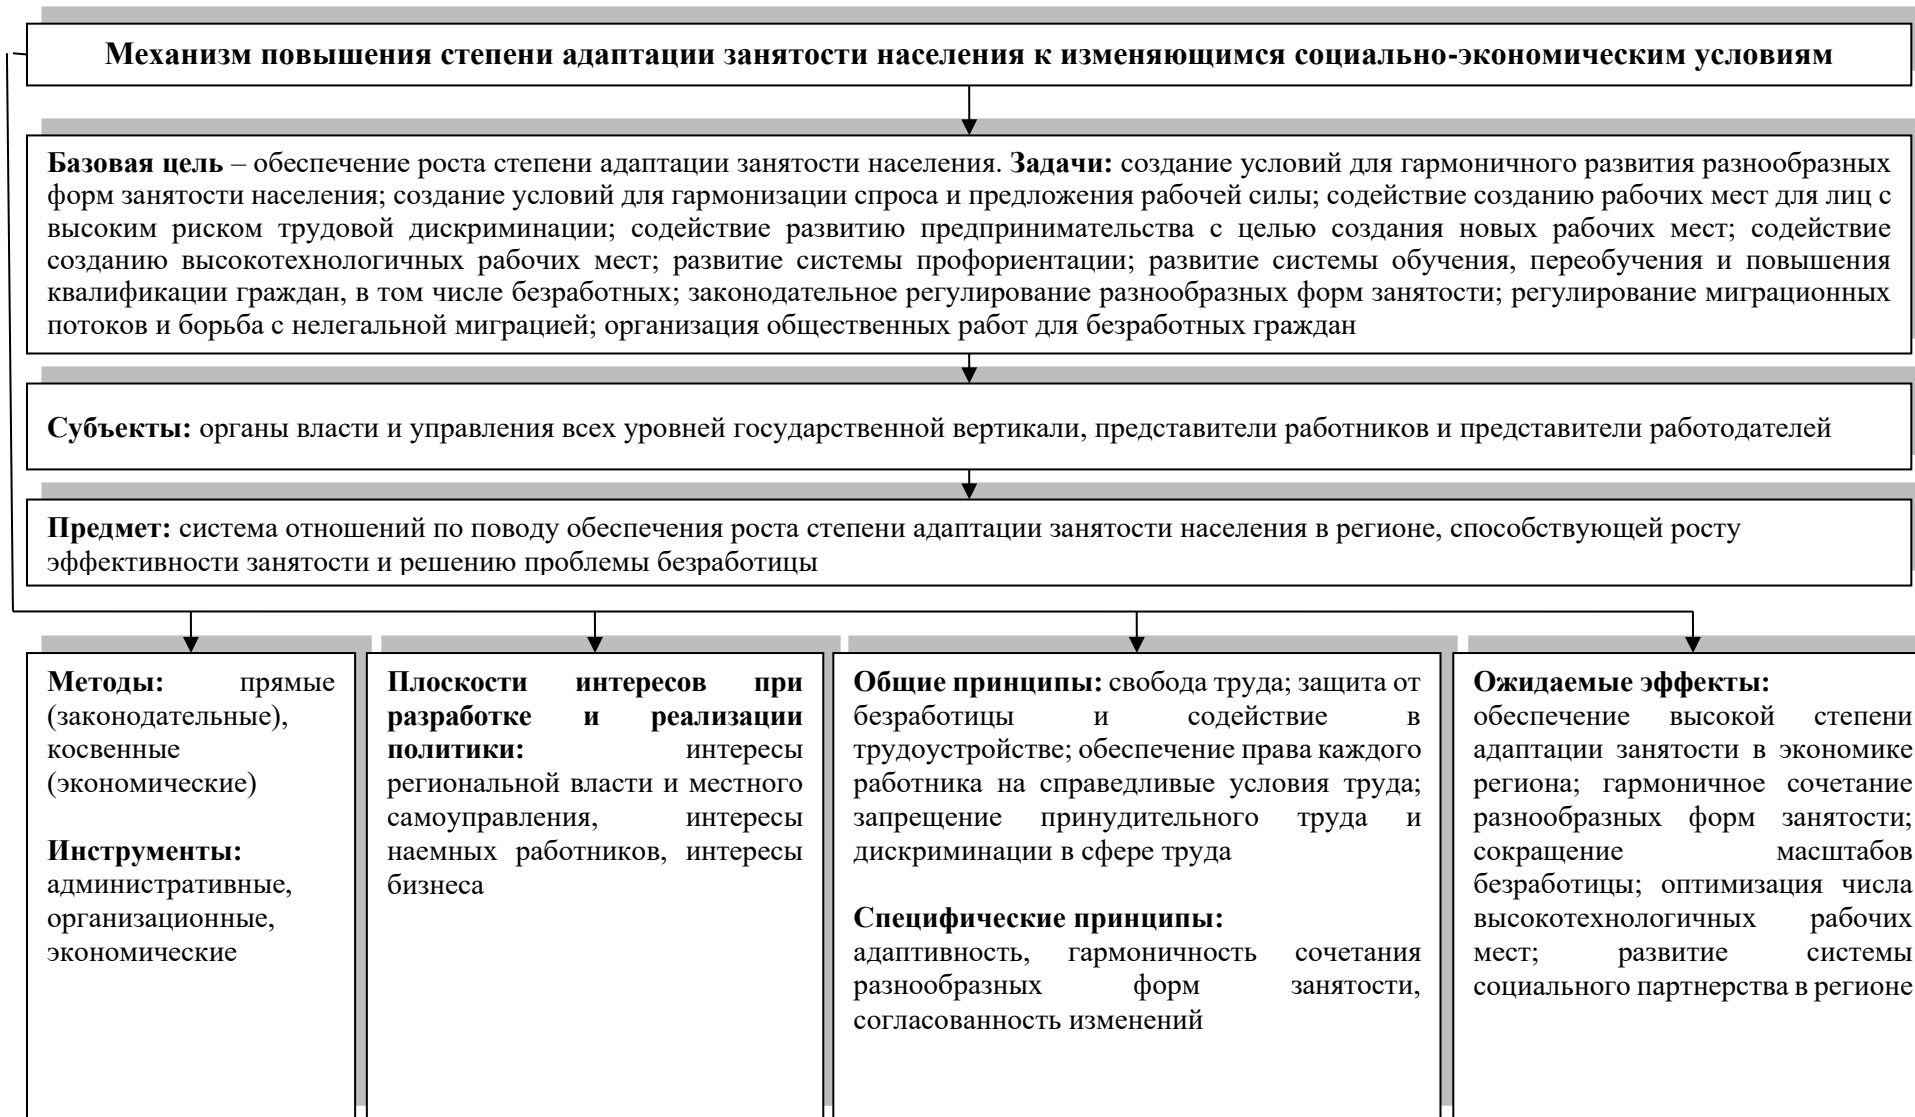 Механизм повышения степени адаптации занятости населения к изменяющимся социально-экономическим условиям
Базовая цель – обеспечение роста степени адаптации занятости населения. Задачи: создание условий для гармоничного развития разнообразных
форм занятости населения; создание условий для гармонизации спроса и предложения рабочей силы; содействие созданию рабочих мест для лиц с
высоким риском трудовой дискриминации; содействие развитию предпринимательства с целью создания новых рабочих мест; содействие
созданию высокотехнологичных рабочих мест; развитие системы профориентации; развитие системы обучения, переобучения и повышения
квалификации граждан, в том числе безработных; законодательное регулирование разнообразных форм занятости; регулирование миграционных
потоков и борьба с нелегальной миграцией; организация общественных работ для безработных граждан
Субъекты: органы власти и управления всех уровней государственной вертикали, представители работников и представители работодателей
Предмет: система отношений по поводу обеспечения роста степени адаптации занятости населения в регионе, способствующей росту
эффективности занятости и решению проблемы безработицы
Методы: прямые
(законодательные),
косвенные
(экономические)
Инструменты:
административные,
организационные,
экономические
Плоскости интересов при
разработке и реализации
политики: интересы
региональной власти и местного
самоуправления, интересы
наемных работников, интересы
бизнеса
Общие принципы: свобода труда; защита от
безработицы и содействие в
трудоустройстве; обеспечение права каждого
работника на справедливые условия труда;
запрещение принудительного труда и
дискриминации в сфере труда
Специфические принципы:
адаптивность, гармоничность сочетания
разнообразных форм занятости,
согласованность изменений
Ожидаемые эффекты:
обеспечение высокой степени
адаптации занятости в экономике
региона; гармоничное сочетание
разнообразных форм занятости;
сокращение масштабов
безработицы; оптимизация числа
высокотехнологичных рабочих
мест; развитие системы
социального партнерства в регионе